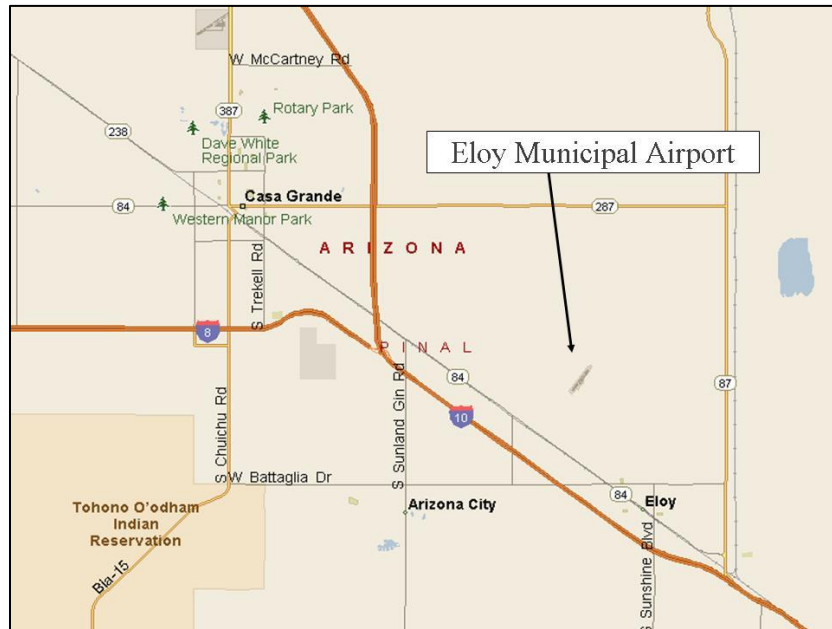 W McCartney Rd
387
Rotary Park
238
Dave White
Regional Park
Eloy Municipal Airport
84
Casa Grande
287
Western Manor Park
ARIZONA
S Trekell Rd
8
PINAL
84
87
10
S Chuichu Rd
S Sunland Gin Rd
W Battaglia Dr
84
Eloy
Arizona City
Tohono O'odham
Indian
Reservation
S Sunshine Blvd
Bia-15